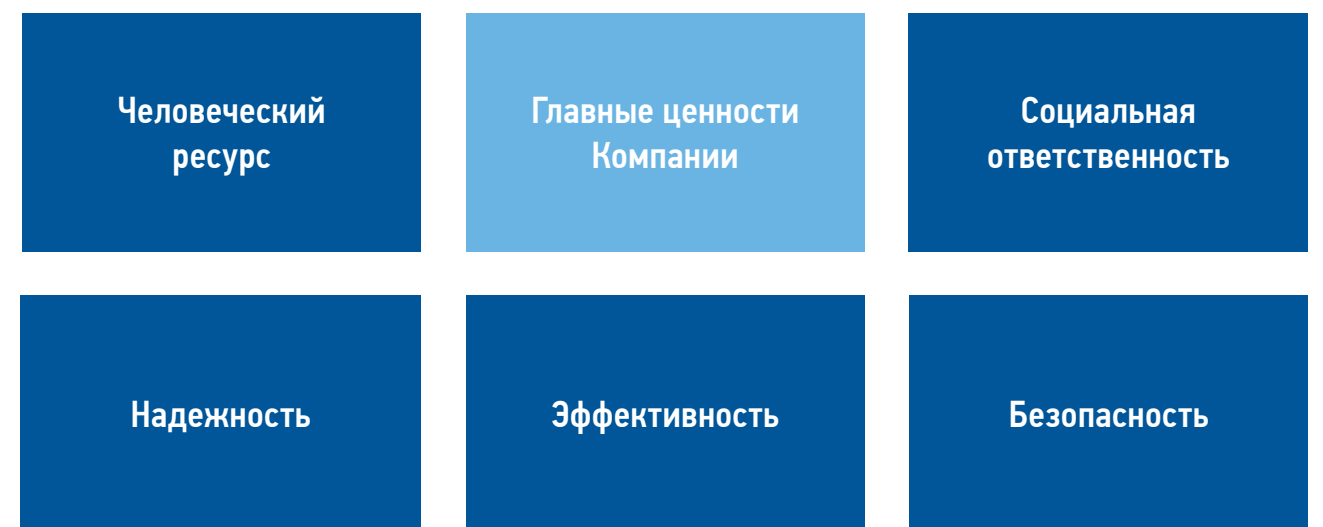 Человеческий
ресурс
Главные ценности
Компании
Социальная
ответственность
Надежность
Эффективность
Безопасность